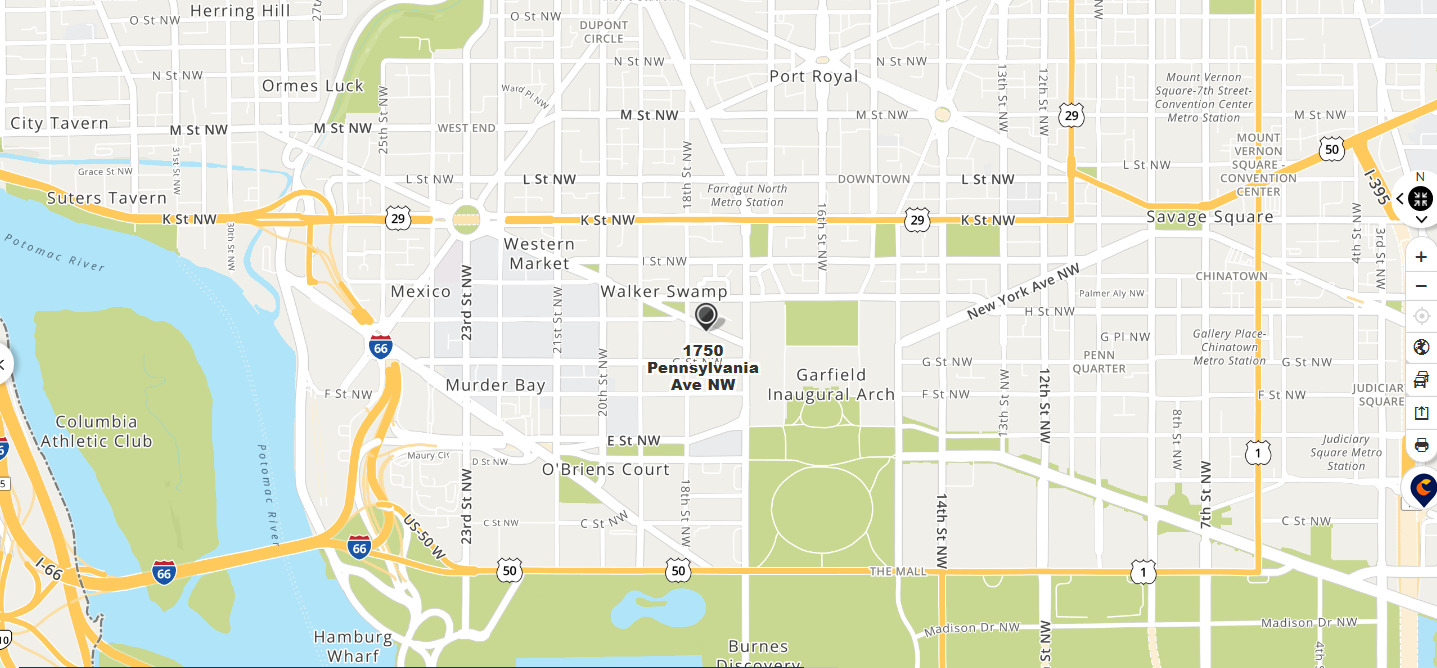 Herring Hill
27th
O St NW
O St NW
DUPONT
CIRCLE
N St NW
N St NW
N St NW
Port Royal
Ormes Luck
Ward Pl NW
25th St NW
13th St NW
12th St NW
Mount Vernon
Square-7th Street-
Convention Center
Metro Station
City Tavern
M St NW
M St NW
WEST END
M St NW
M St NW
M St NW
29
MOUNT
VERNON
SQUARE -
CONVENTION
CENTER
50
31st St NW
Grace St NW
L St NW
L St NW
18th St NW
Farragut North
Metro Station
DOWNTOWN
L St NW
L St NW
I-395
N
Suters Tavern
K St NW
29
K St NW
16th St NW
29
K St NW
Savage Square
30th St NW
Potomac River
Western
Market
I St NW
4th St NW
3rd St NW
Mexico
23rd St NW
21st St NW
Walker Swamp
New York Ave NW
Palmer Aly NW
CHINATOWN
H St NW
66
1750
Pennsylvania
Ave NW
G St NW
G Pl NW
PENN
QUARTER
Gallery Place-
Chinatown
Metro Station
G St NW
Murder Bay
20th St NW
Garfield
Inaugural Arch
F St NW
F St NW
13th St NW
12th St NW
F St NW
JUDICIARY
SQUARE
Columbia
Athletic Club
E St NW
8th St NW
Judiciary
Square Metro
Station
1
Potomac River
Maury Cir
D St NW
O'Briens Court
5
23rd St NW
18th St NW
14th St NW
7th St NW
C St NW
C St NW
C St NW
US-50 W
66
I-66
66
50
50
THE MALL
1
10
Hamburg
Wharf
Burnes
Discovery
Madison Dr NW
St NW
Madison Dr NW
4th